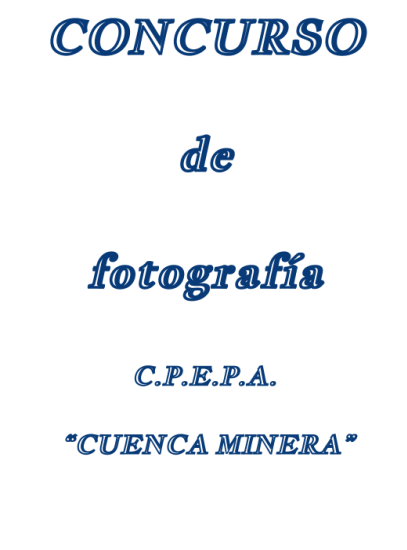 CONCURSO
de
fotografía
C.P.E.P.A.
“CUENCA MINERA”